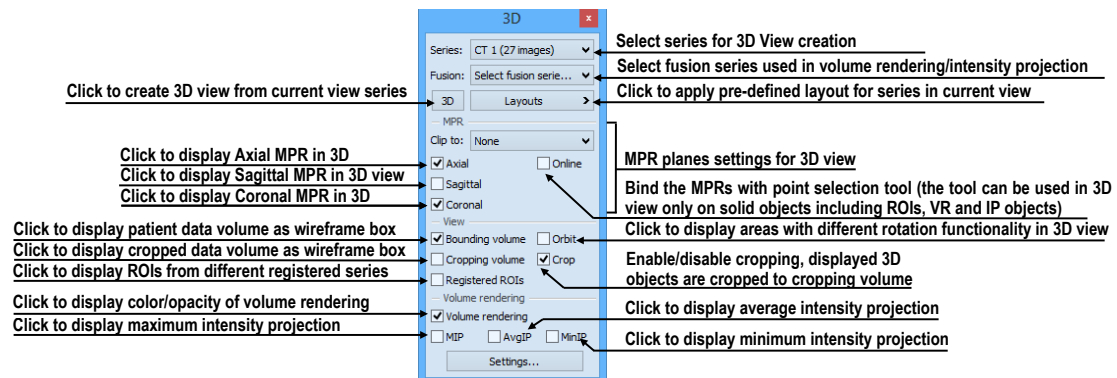 3D
x
Series: CT 1 (27 images)
Select series for 3D View creation
Fusion: Select fusion serie...
Select fusion series used in volume rendering/intensity projection
Click to create 3D view from current view series
3D Layouts >
Click to apply pre-defined layout for series in current view
MPR
Clip to: None
MPR planes settings for 3D view
Click to display Axial MPR in 3D
Axial Online
Click to display Sagittal MPR in 3D view
Sagittal
Click to display Coronal MPR in 3D
Coronal
Bind the MPRs with point selection tool (the tool can be used in 3D
view only on solid objects including ROIs, VR and IP objects)
View
Click to display patient data volume as wireframe box
Bounding volume Orbit
Click to display areas with different rotation functionality in 3D view
Click to display cropped data volume as wireframe box
Cropping volume Crop
Enable/disable cropping, displayed 3D
objects are cropped to cropping volume
Click to display ROIs from different registered series
Registered ROIs
Volume rendering
Click to display color/opacity of volume rendering
Volume rendering
Click to display average intensity projection
Click to display maximum intensity projection
MIP AvgIP MinIP
Click to display minimum intensity projection
Settings...